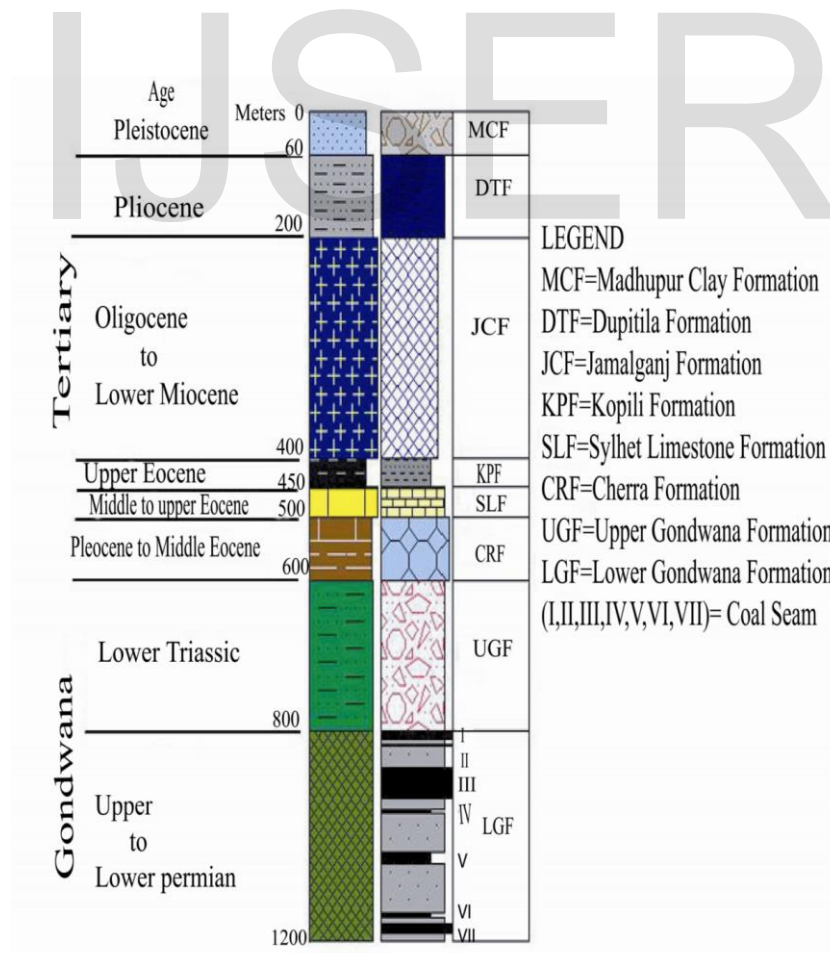 IJSER
Age
Meters 0
Pleistocene
MCF
60
Pliocene
DTF
200
Tertiary
Oligocene
to
Lower Miocene
JCF
400
Upper Eocene
KPF
450
Middle to upper Eocene
SLF
500
Pleocene to Middle Eocene
CRF
600
Gondwana
Lower Triassic
UGF
800
I
II
III
IV
V
VI
VII
LGF
Upper
to
Lower permian
1200
LEGEND
MCF=Madhupur Clay Formation
DTF=Dupitila Formation
JCF=Jamalganj Formation
KPF=Kopili Formation
SLF=Sylhet Limestone Formation
CRF=Cherra Formation
UGF=Upper Gondwana Formation
LGF=Lower Gondwana Formation
(I,II,III,IV,V,VI,VII)= Coal Seam